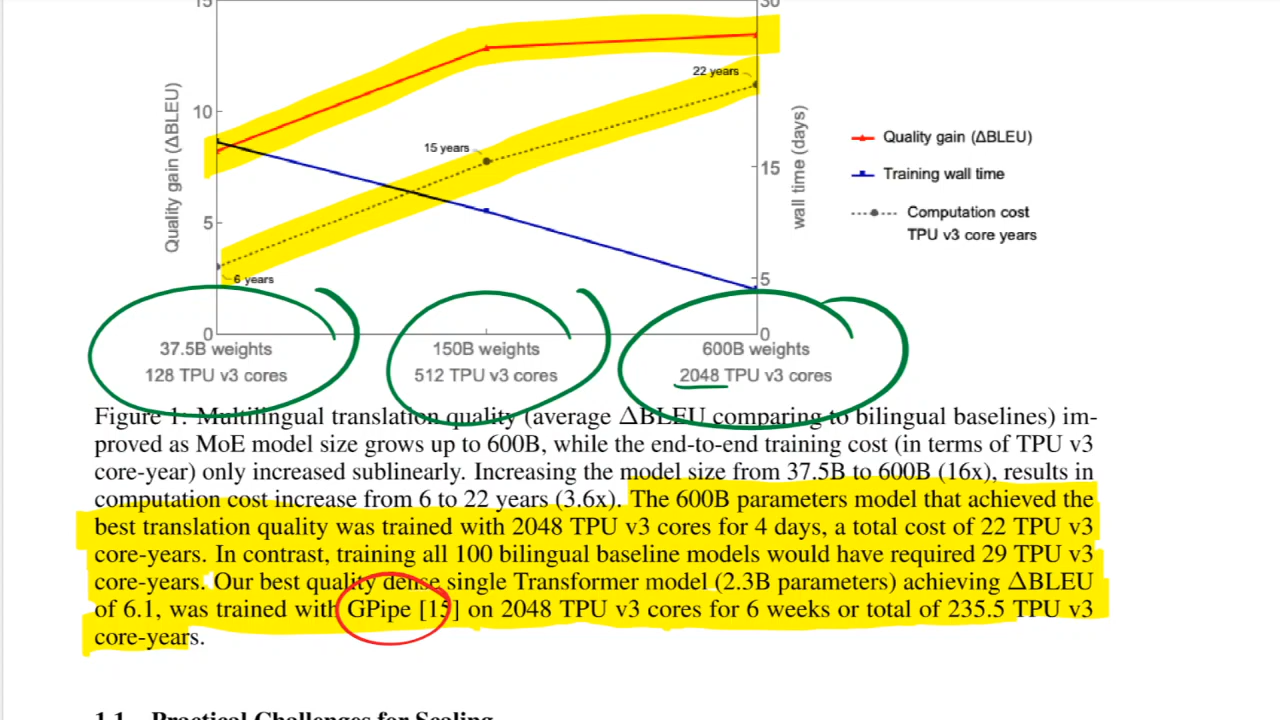 15
30
22 years
10
15 years
15
5
6 years
5
0
0
Quality gain (ΔBLEU)
wall time (days)
Quality gain (ΔBLEU)
Training wall time
Computation cost
TPU v3 core years
37.5B weights
128 TPU v3 cores
150B weights
512 TPU v3 cores
600B weights
2048 TPU v3 cores
Figure 1: Multilingual translation quality (average ΔBLEU comparing to bilingual baselines) im-
proved as MoE model size grows up to 600B, while the end-to-end training cost (in terms of TPU v3
core-year) only increased sublinearly. Increasing the model size from 37.5B to 600B (16x), results in
computation cost increase from 6 to 22 years (3.6x). The 600B parameters model that achieved the
best translation quality was trained with 2048 TPU v3 cores for 4 days, a total cost of 22 TPU v3
core-years. In contrast, training all 100 bilingual baseline models would have required 29 TPU v3
core-years. Our best quality dense single Transformer model (2.3B parameters) achieving ΔBLEU
of 6.1, was trained with GPipe [15] on 2048 TPU v3 cores for 6 weeks or total of 235.5 TPU v3
core-years.
1.1 Practical Challenges for Scaling